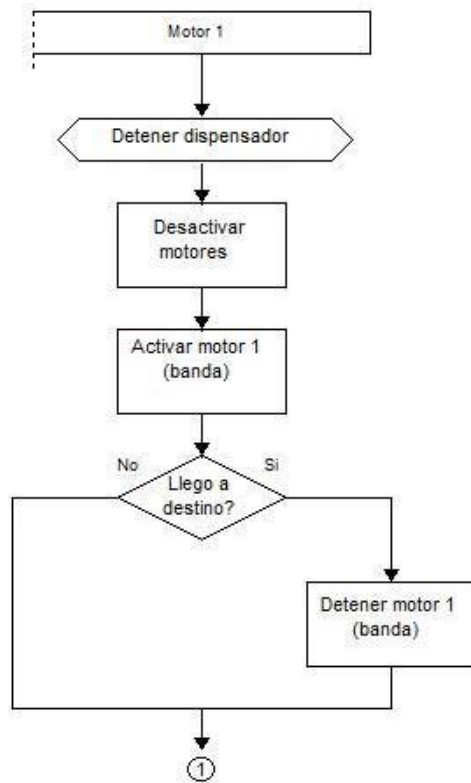 Motor 1
Detener dispensador
Desactivar
motores
Activar motor 1
(banda)
No
Si
Llego a
destino?
Detener motor 1
(banda)
1